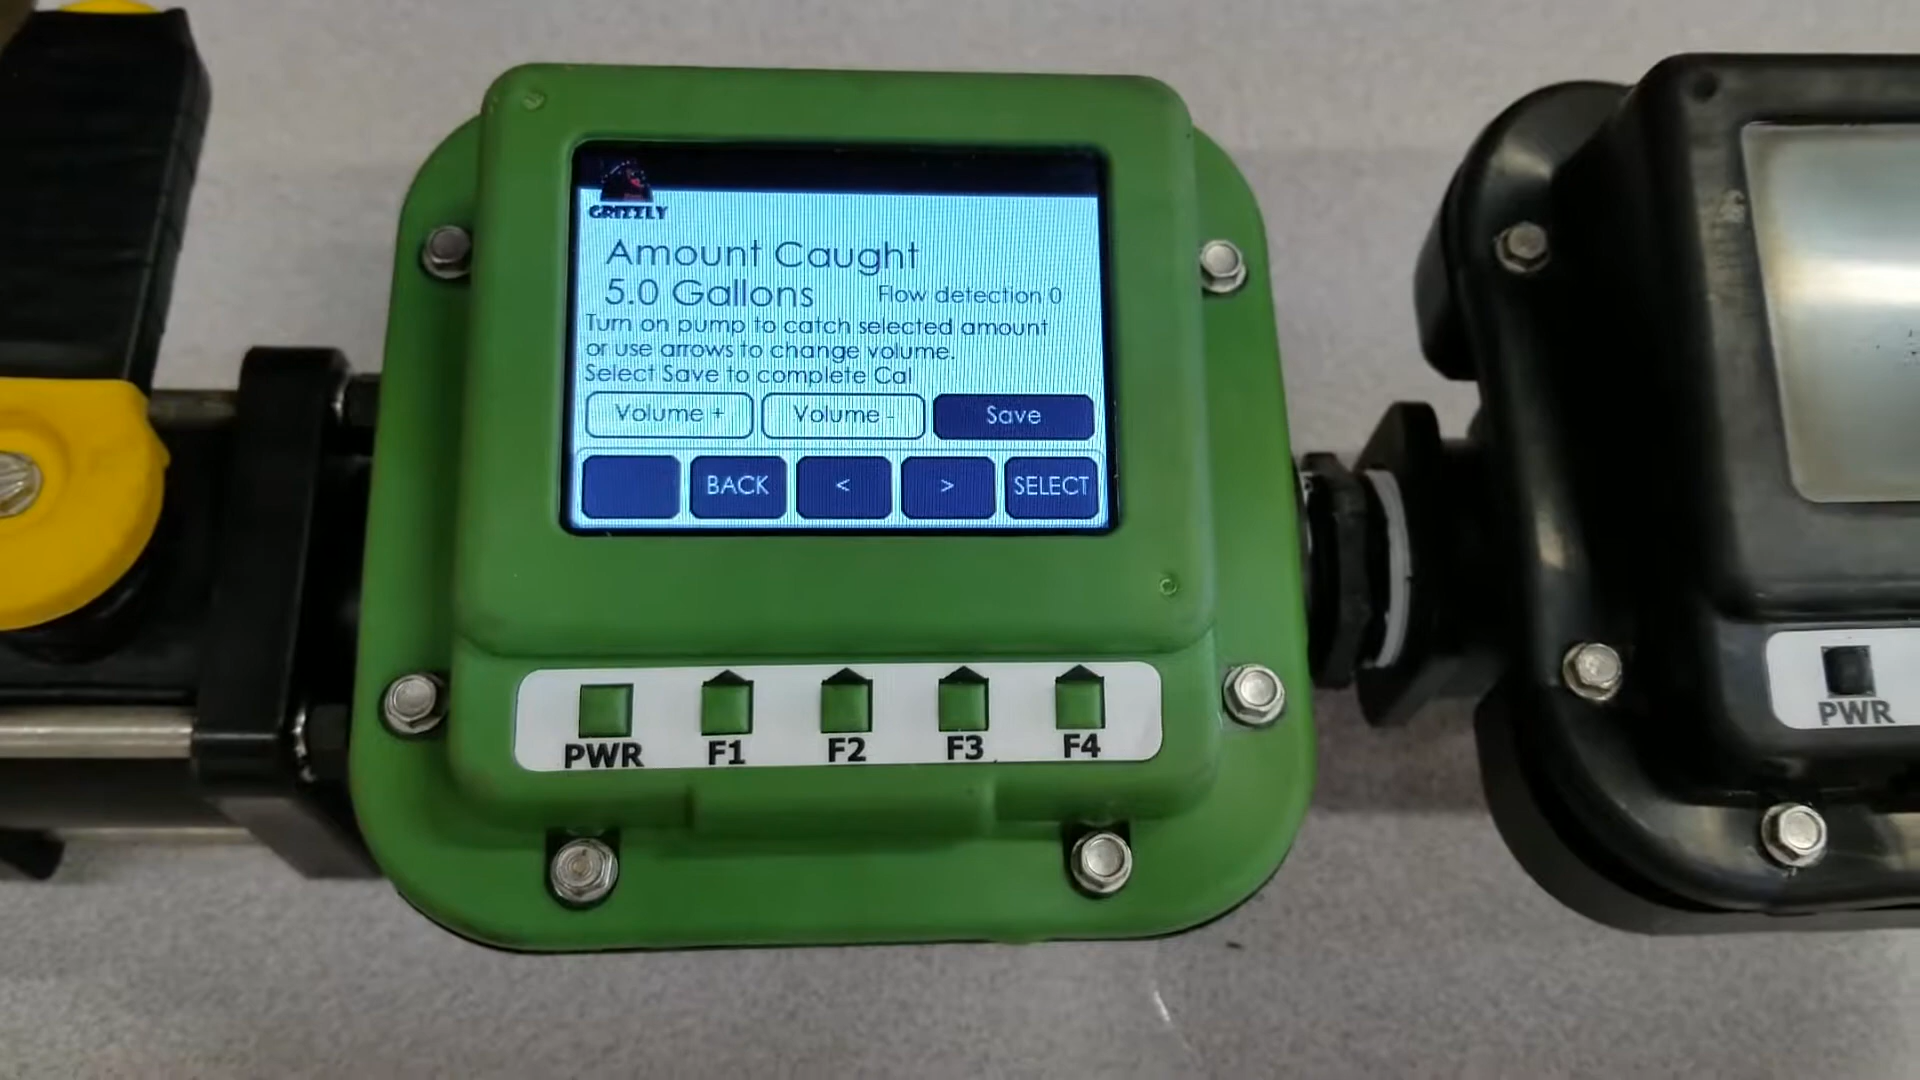 GRIZZLY
Amount Caught
5.0 Gallons
Flow detection 0
Turn on pump to catch selected amount
or use arrows to change volume.
Select Save to complete Cal
Volume + Volume - Save
BACK < > SELECT
PWR F1 F2 F3 F4
PWR